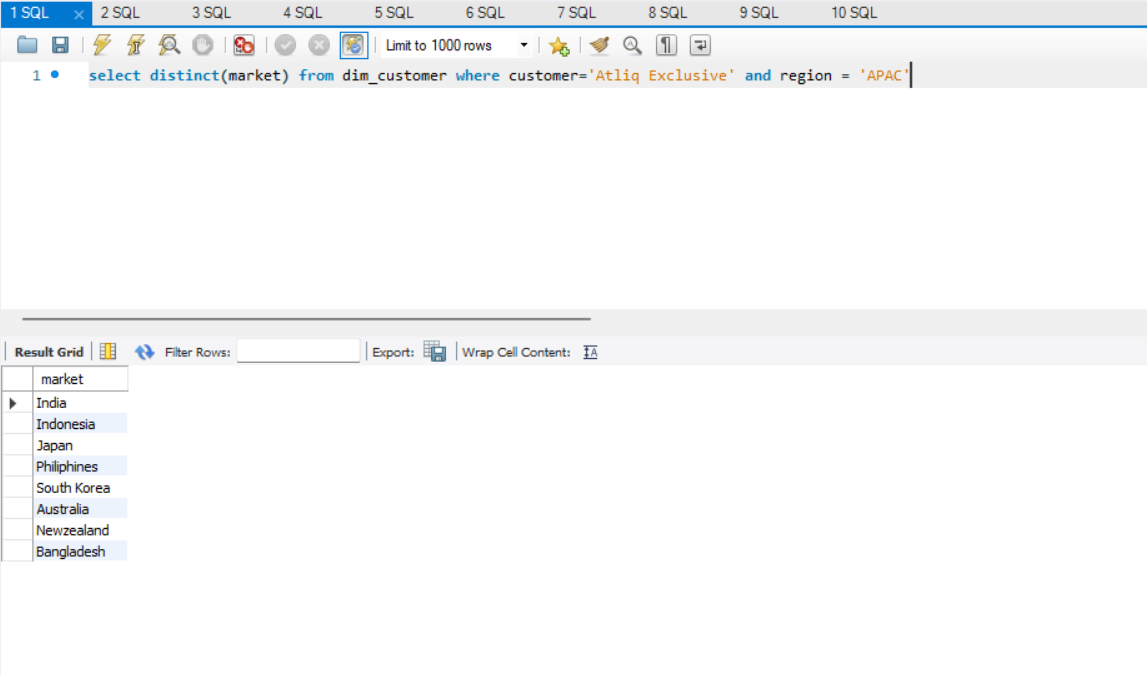 1 SQL × 2 SQL 3 SQL 4 SQL 5 SQL 6 SQL 7 SQL 8 SQL 9 SQL 10 SQL
Limit to 1000 rows
1 select distinct(market) from dim_customer where customer='Atliq Exclusive' and region = 'APAC'
Result Grid Filter Rows: Export: Wrap Cell Content: IA
market
India
Indonesia
Japan
Philiphines
South Korea
Australia
Newzealand
Bangladesh